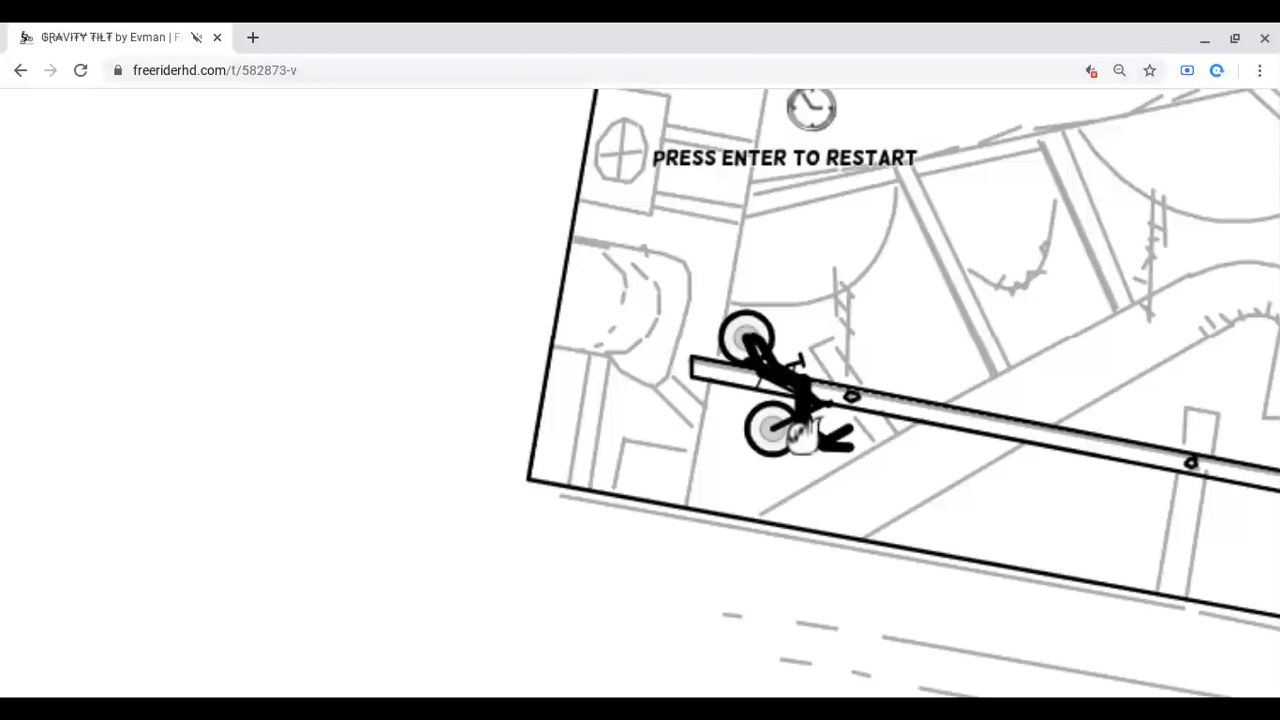 GRAVITY TILT by Evman | F
freeriderhd.com/t/582873-v
PRESS ENTER TO RESTART